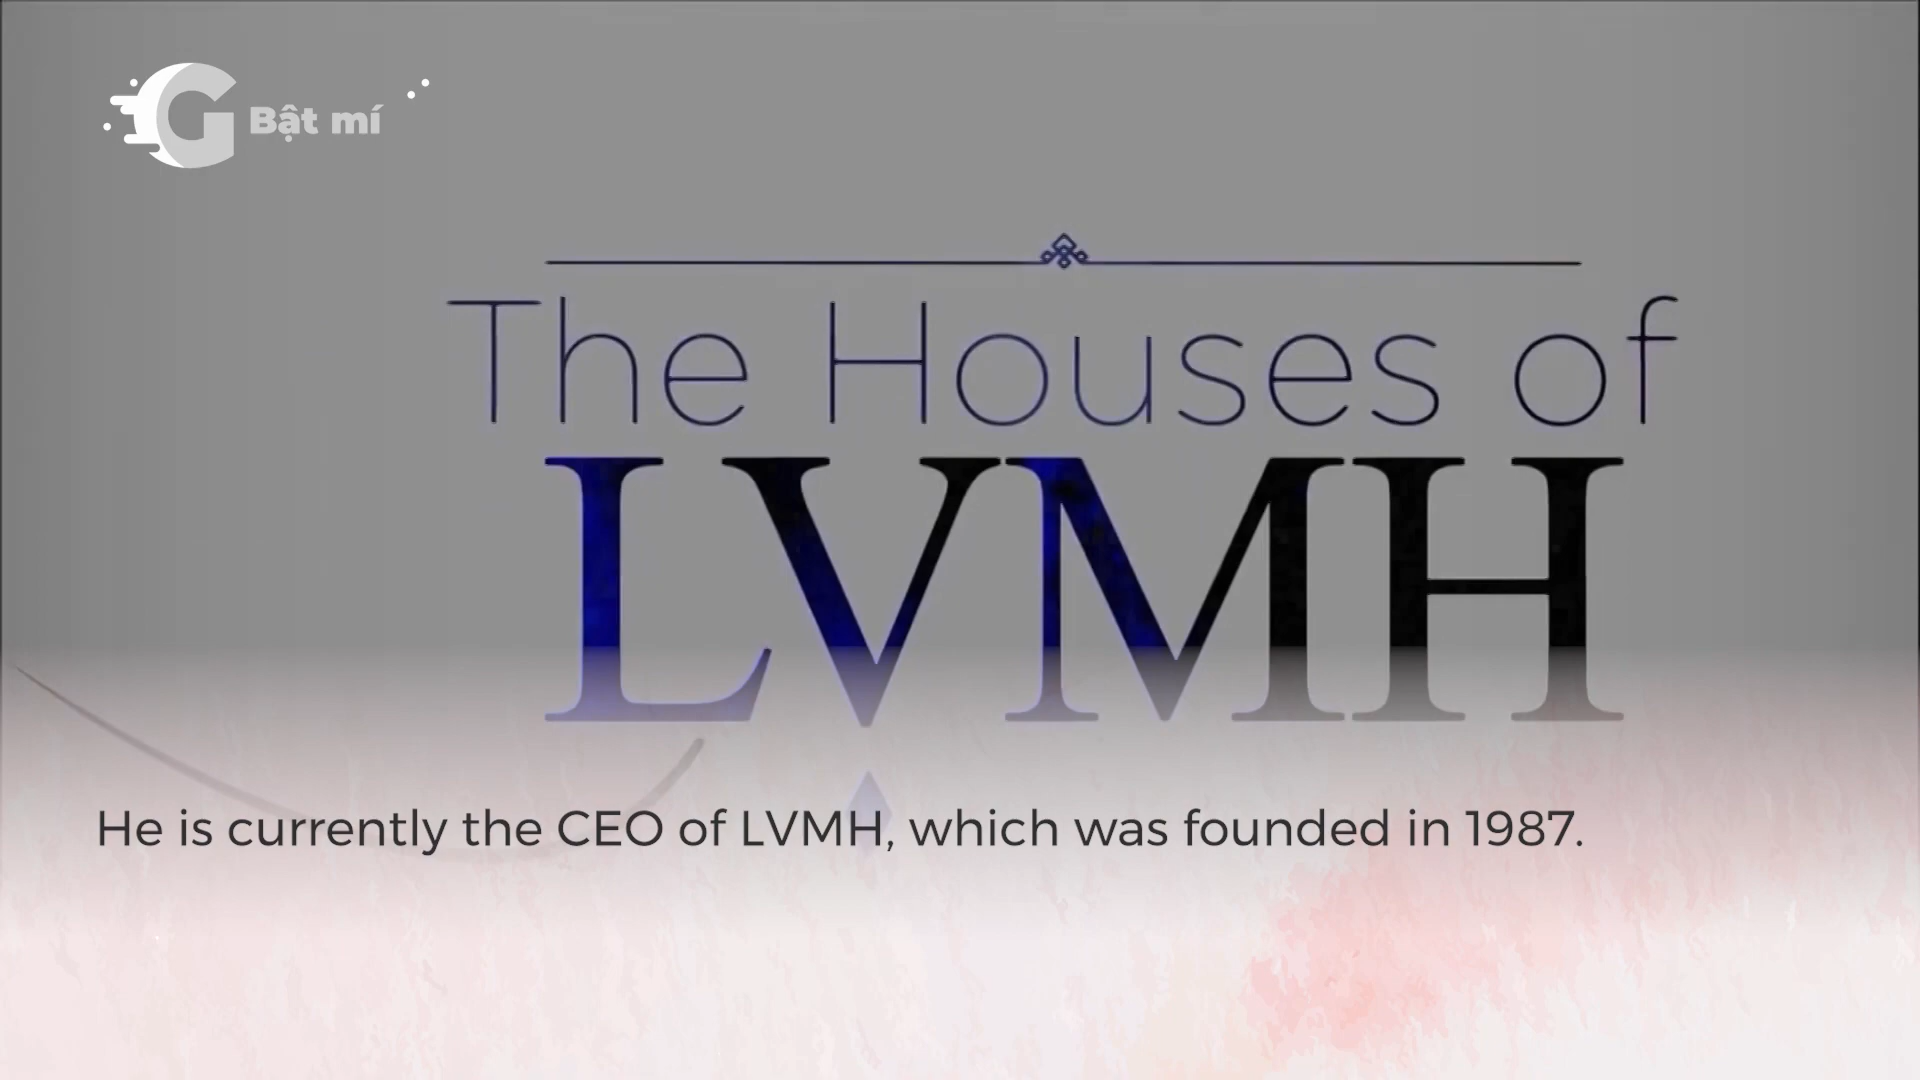 G Bật mí
The Houses of
LVMH
He is currently the CEO of LVMH, which was founded in 1987.